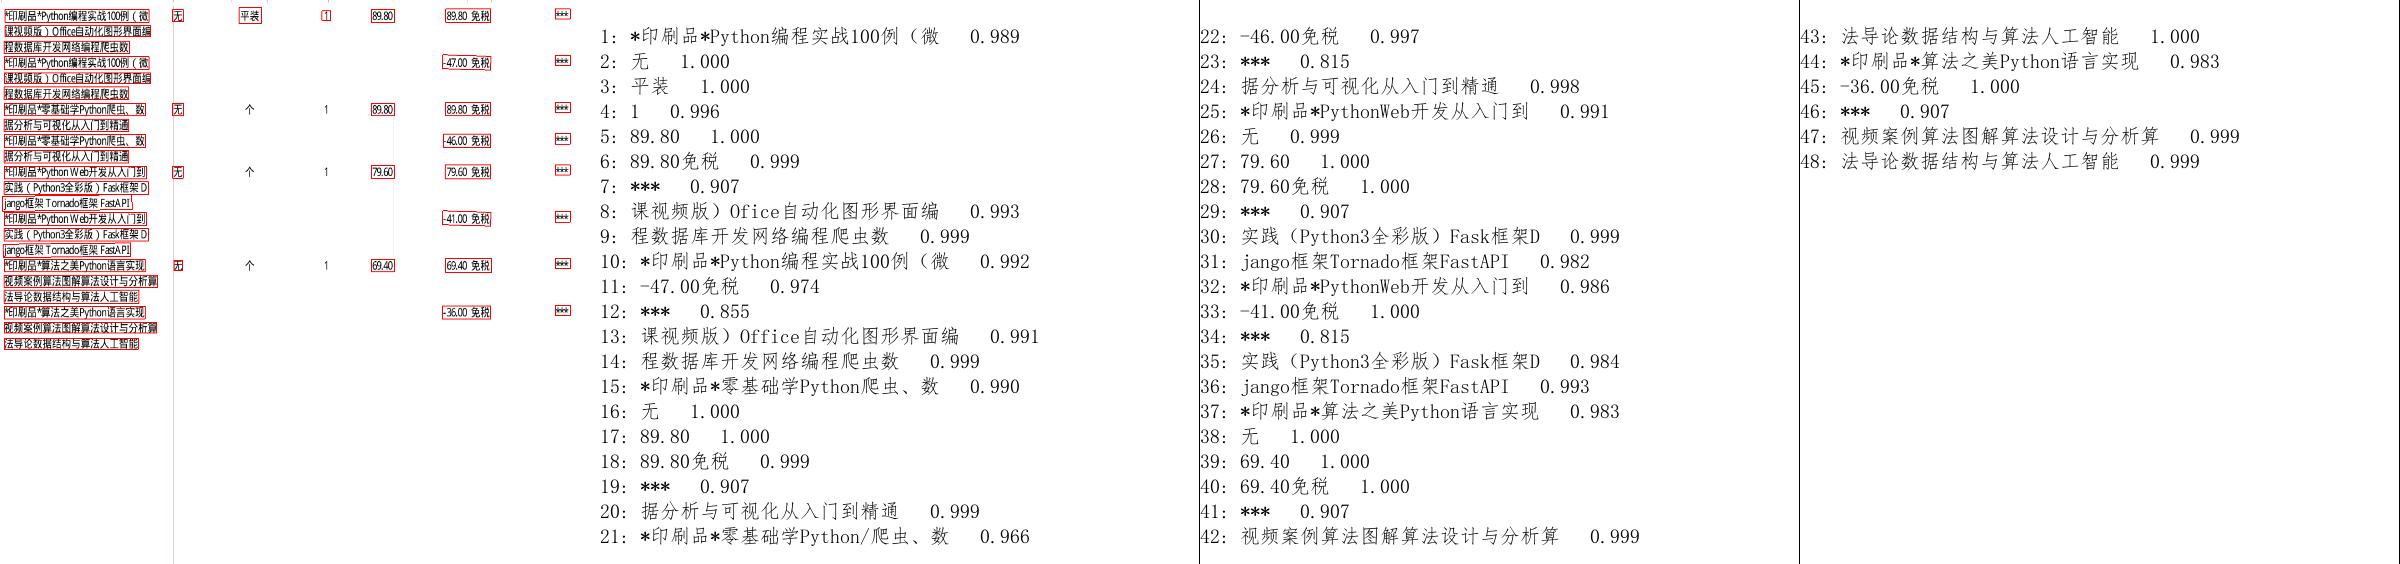 *印刷品*Python编程实战100例（微 无 平装 1 89.80 89.80 免税 ***
课视频版）Office自动化图形界面编
程数据库开发网络编程爬虫数
*印刷品*Python编程实战100例（微 -47.00 免税 ***
课视频版）Office自动化图形界面编
程数据库开发网络编程爬虫数
*印刷品*零基础学Python爬虫、数 无 个 1 89.80 89.80 免税 ***
据分析与可视化从入门到精通
*印刷品*零基础学Python爬虫、数 -46.00 免税 ***
据分析与可视化从入门到精通
*印刷品*Python Web开发从入门到 无 个 1 79.60 79.60 免税 ***
实践（Python3全彩版）Fask框架 D
jango框架 Tornado框架 FastAPI
*印刷品*Python Web开发从入门到 -41.00 免税 ***
实践（Python3全彩版）Fask框架 D
jango框架 Tornado框架 FastAPI
*印刷品*算法之美Python语言实现 无 个 1 69.40 69.40 免税 ***
视频案例算法图解算法设计与分析算
法导论数据结构与算法人工智能
*印刷品*算法之美Python语言实现 -36.00 免税 ***
视频案例算法图解算法设计与分析算
法导论数据结构与算法人工智能
1: *印刷品*Python编程实战100例（微 0.989
2: 无 1.000
3: 平装 1.000
4: 1 0.996
5: 89.80 1.000
6: 89.80免税 0.999
7: *** 0.907
8: 课视频版）Ofice自动化图形界面编 0.993
9: 程数据库开发网络编程爬虫数 0.999
10: *印刷品*Python编程实战100例（微 0.992
11: -47.00免税 0.974
12: *** 0.855
13: 课视频版）Office自动化图形界面编 0.991
14: 程数据库开发网络编程爬虫数 0.999
15: *印刷品*零基础学Python爬虫、数 0.990
16: 无 1.000
17: 89.80 1.000
18: 89.80免税 0.999
19: *** 0.907
20: 据分析与可视化从入门到精通 0.999
21: *印刷品*零基础学Python/爬虫、数 0.966
22: -46.00免税 0.997
23: *** 0.815
24: 据分析与可视化从入门到精通 0.998
25: *印刷品*PythonWeb开发从入门到 0.991
26: 无 0.999
27: 79.60 1.000
28: 79.60免税 1.000
29: *** 0.907
30: 实践（Python3全彩版）Fask框架D 0.999
31: jango框架Tornado框架FastAPI 0.982
32: *印刷品*PythonWeb开发从入门到 0.986
33: -41.00免税 1.000
34: *** 0.815
35: 实践（Python3全彩版）Fask框架D 0.984
36: jango框架Tornado框架FastAPI 0.993
37: *印刷品*算法之美Python语言实现 0.983
38: 无 1.000
39: 69.40 1.000
40: 69.40免税 1.000
41: *** 0.907
42: 视频案例算法图解算法设计与分析算 0.999
43: 法导论数据结构与算法人工智能 1.000
44: *印刷品*算法之美Python语言实现 0.983
45: -36.00免税 1.000
46: *** 0.907
47: 视频案例算法图解算法设计与分析算 0.999
48: 法导论数据结构与算法人工智能 0.999